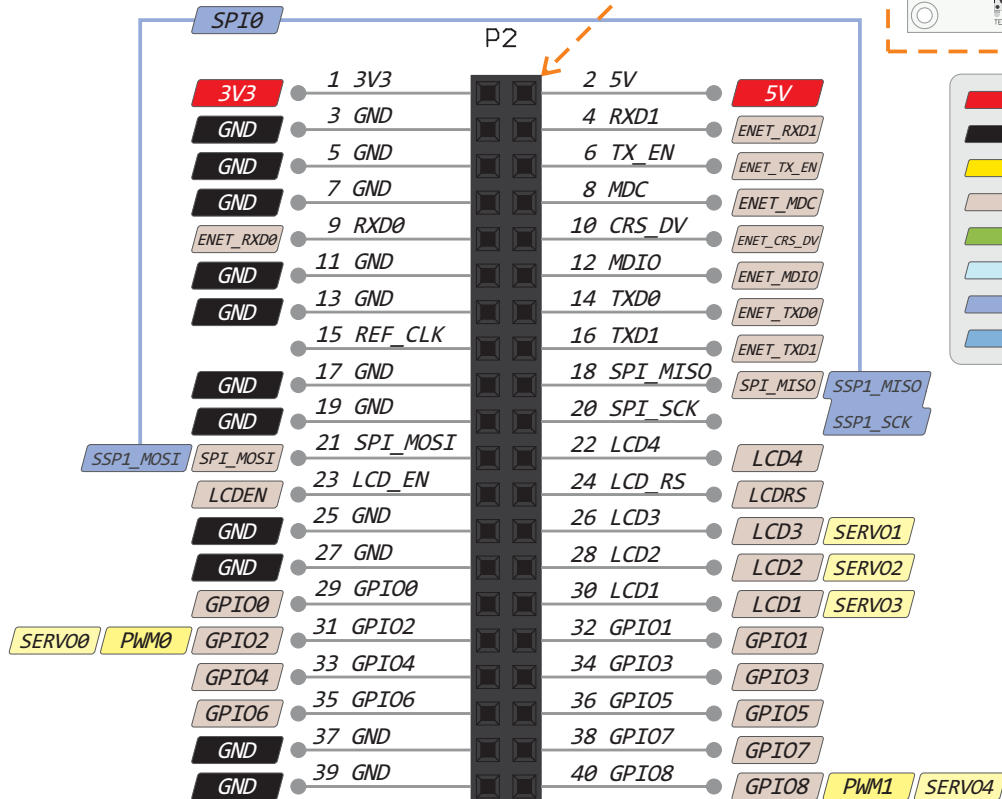 SPI0
P2
3V3 1 3V3 2 5V 5V
GND 3 GND 4 RXD1 ENET_RXD1
GND 5 GND 6 TX_EN ENET_TX_EN
GND 7 GND 8 MDC ENET_MDC
ENET_RXD0 9 RXD0 10 CRS_DV ENET_CRS_DV
GND 11 GND 12 MDIO ENET_MDIO
GND 13 GND 14 TXD0 ENET_TXD0
15 REF_CLK 16 TXD1 ENET_TXD1
GND 17 GND 18 SPI_MISO SPI_MISO SSP1_MISO
GND 19 GND 20 SPI_SCK SSP1_SCK
SSP1_MOSI SPI_MOSI 21 SPI_MOSI 22 LCD4 LCD4
LCDEN 23 LCD_EN 24 LCD_RS LCDRS
GND 25 GND 26 LCD3 LCD3 SERVO1
GND 27 GND 28 LCD2 LCD2 SERVO2
GPIO0 29 GPIO0 30 LCD1 LCD1 SERVO3
SERVO0 PWM0 GPIO2 31 GPIO2 32 GPIO1 GPIO1
GPIO4 33 GPIO4 34 GPIO3 GPIO3
GPIO6 35 GPIO6 36 GPIO5 GPIO5
GND 37 GND 38 GPIO7 GPIO7
GND 39 GND 40 GPIO8 GPIO8 PWM1 SERVO4